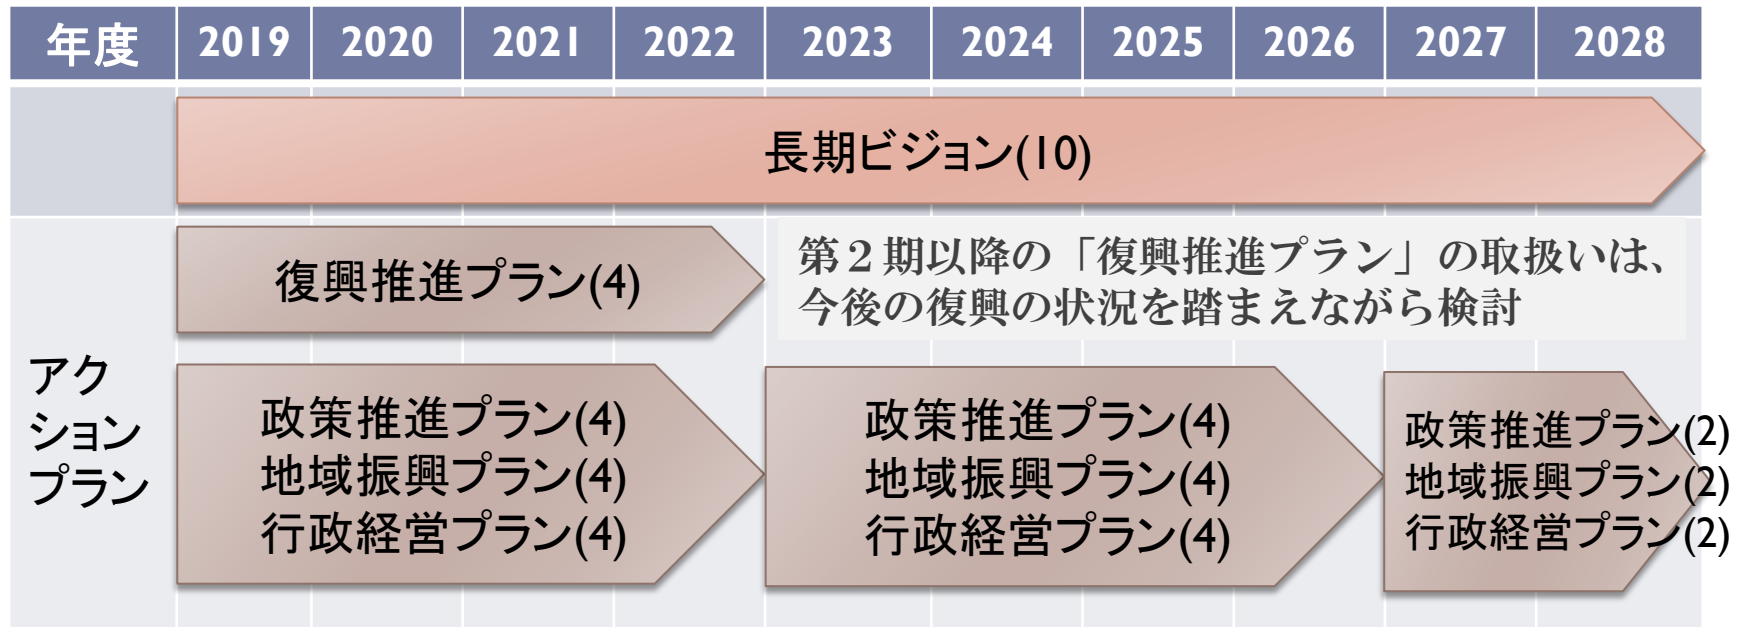 年度 2019 2020 2021 2022 2023 2024 2025 2026 2027 2028
長期ビジョン(10)
アク
ション
プラン
復興推進プラン(4)
第２期以降の「復興推進プラン」の取扱いは、
今後の復興の状況を踏まえながら検討
政策推進プラン(4)
地域振興プラン(4)
行政経営プラン(4)
政策推進プラン(4)
地域振興プラン(4)
行政経営プラン(4)
政策推進プラン(2)
地域振興プラン(2)
行政経営プラン(2)